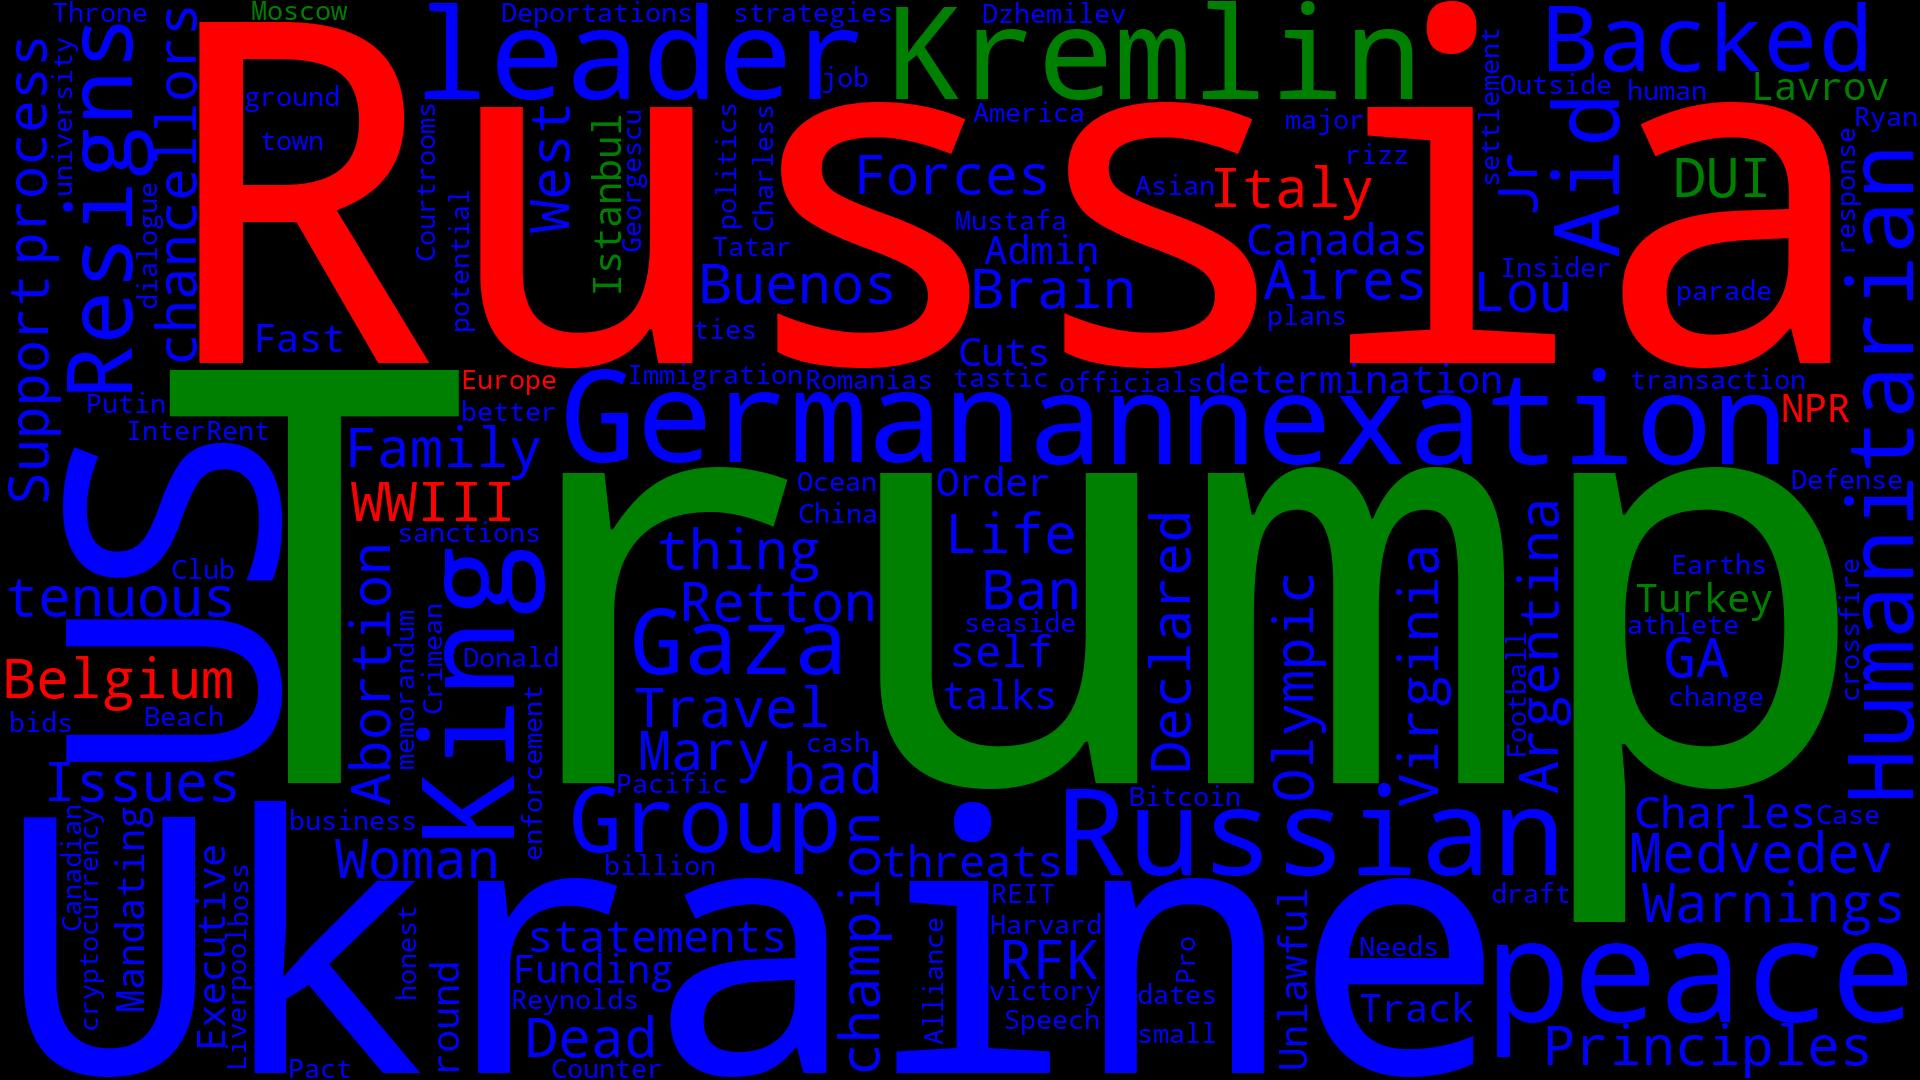 Throne
Moscow
Deportations
strategies
Dzhemilev
leader
Kremlin
Backed
job
Resigns
university
Supportprocess
chancellors
Russia
ground
town
Fast
Courtrooms
potential
West
Istanbul
Georgescu
politics
Charless
America
major
rizz
settlement
Outside
human
Lavrov
Ryan
Forces
Asian
Italy
Jr
Aid
DUI
response
Humanitarian
dialogue
Mustafa
Tatar
Admin
Canadas
Buenos
Brain
Aires
Lou
Insider
parade
plans
ties
Cuts
Putin
Europe
Immigration
Romanias
tastic
officials
determination
transaction
NPR
better
German
annexation
InterRent
Family
US
Trump
WWIII
sanctions
Ocean
China
Order
Defense
Life
thing
Retton
Ban
Declared
Olympic
Virginia
Argentina
Football
Earths
Turkey
athlete
GA
change
crossfire
Club
tenuous
Abortion
memorandum
Crimean
King
Donald
Gaza
seaside
self
talks
Belgium
bids
Beach
Travel
Mary
cash
bad
Pacific
enforcement
Issues
Canadian
cryptocurrency
Mandating
business
Woman
Group
billion
champion
threats
Bitcoin
Russian
Charles
Case
Medvedev
draft
Warnings
Ukraine
peace
Executive
Liverpoolboss
honest
round
statements
Funding
Reynolds
Dead
Counter
Pact
Alliance
REIT
Harvard
RFK
victory
Speech
Pro
dates
small
Unlawful
Needs
Track
Principles